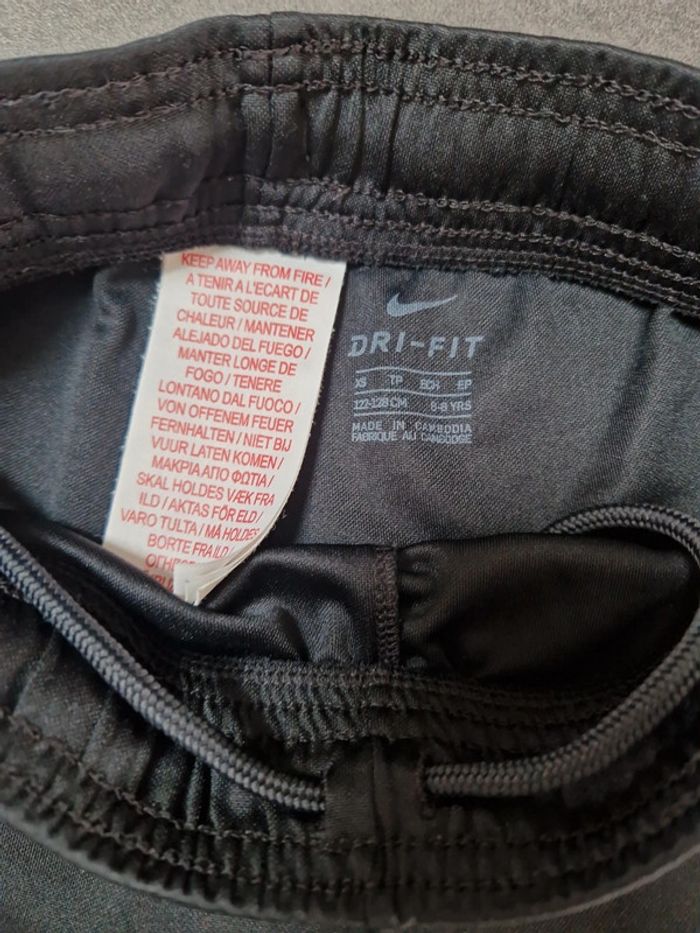 KEEP AWAY FROM FIRE /
A TENIR A L'ECART DE
TOUTE SOURCE DE
CHALEUR / MANTENER
ALEJADO DEL FUEGO /
MANTER LONGE DE
FOGO / TENERE
LONTANO DAL FUOCO /
VON OFFENEM FEUER
FERNHALTEN / NIET BIJ
VUUR LATEN KOMEN /
ΜΑΚΡΙΑ ΑΠΟ ΦΩΤΙΑ /
SKAL HOLDES VÆK FRA
ILD / AKTAS FÖR ELD /
VARO TULTA / MÅ HOLDES
BORTE FRA ILD /
DRI-FIT
XS TP ECH EP
122-128 CM 6-8 YRS
MADE IN CAMBODIA
FABRIQUE AU CAMBODGE